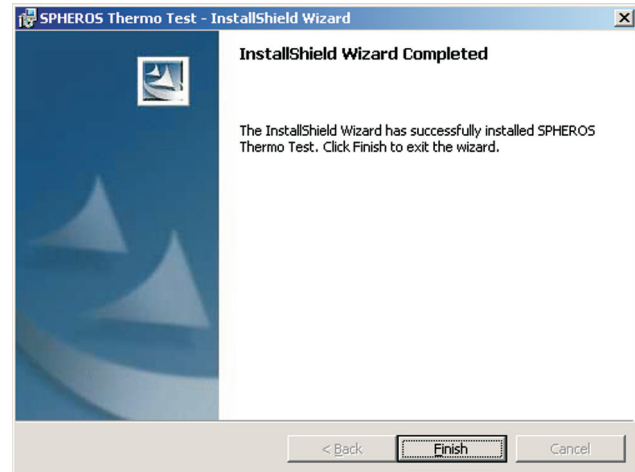 SPHEROS Thermo Test - InstallShield Wizard
InstallShield Wizard Completed
The InstallShield Wizard has successfully installed SPHEROS
Thermo Test. Click Finish to exit the wizard.
< Back Finish Cancel